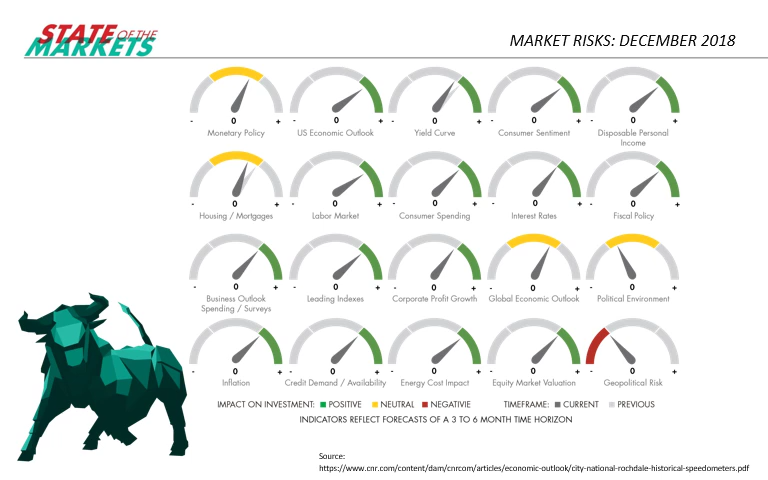 STATE OF THE
MARKETS
MARKET RISKS: DECEMBER 2018
- 0 + - 0 + - 0 + - 0 + - 0 +
Monetary Policy US Economic Outlook Yield Curve Consumer Sentiment Disposable Personal
Income
- 0 + - 0 + - 0 + - 0 + - 0 +
Housing / Mortgages Labor Market Consumer Spending Interest Rates Fiscal Policy
- 0 + - 0 + - 0 + - 0 + - 0 +
Business Outlook Leading Indexes Corporate Profit Growth Global Economic Outlook Political Environment
Spending / Surveys
- 0 + - 0 + - 0 + - 0 + - 0 +
Inflation Credit Demand / Availability Energy Cost Impact Equity Market Valuation Geopolitical Risk
IMPACT ON INVESTMENT: POSITIVE NEUTRAL NEGATIVIE TIMEFRAME: CURRENT PREVIOUS
INDICATORS REFLECT FORECASTS OF A 3 TO 6 MONTH TIME HORIZON
Source:
https://www.cnr.com/content/dam/cnrcom/articles/economic-outlook/city-national-rochdale-historical-speedometers.pdf